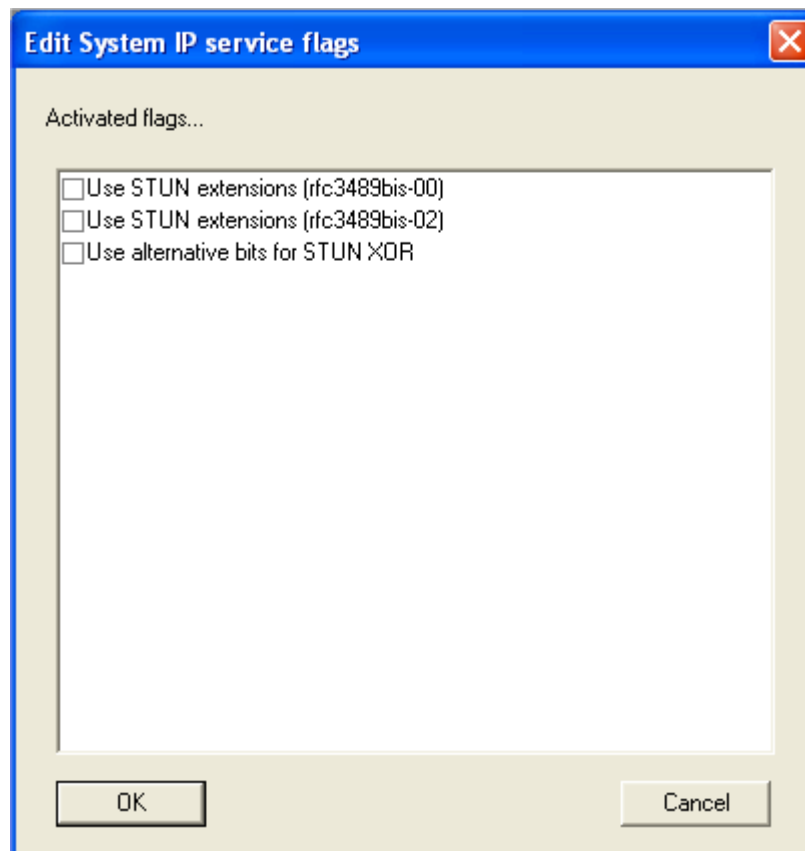 Edit System IP service flags
Activated flags...
Use STUN extensions (rfc3489bis-00)
Use STUN extensions (rfc3489bis-02)
Use alternative bits for STUN XOR
OK
Cancel